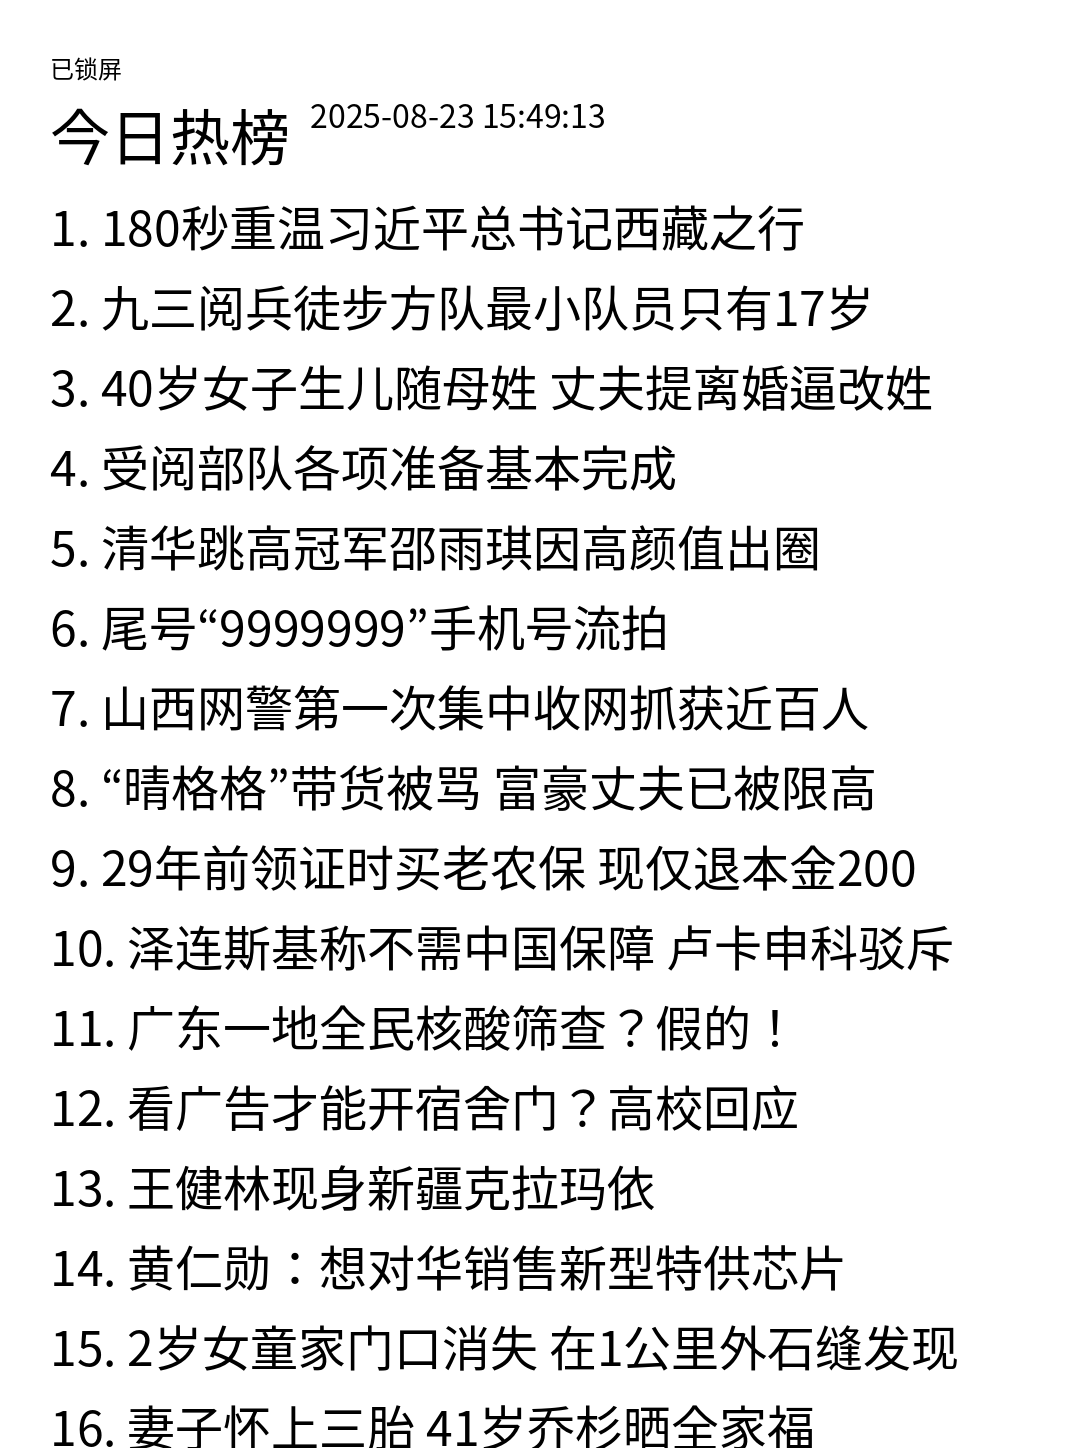 已锁屏
今日热榜 2025-08-23 15:49:13
1. 180秒重温习近平总书记西藏之行
2. 九三阅兵徒步方队最小队员只有17岁
3. 40岁女子生儿随母姓 丈夫提离婚逼改姓
4. 受阅部队各项准备基本完成
5. 清华跳高冠军邵雨琪因高颜值出圈
6. 尾号“9999999”手机号流拍
7. 山西网警第一次集中收网抓获近百人
8. “晴格格”带货被骂 富豪丈夫已被限高
9. 29年前领证时买老农保 现仅退本金200
10. 泽连斯基称不需中国保障 卢卡申科驳斥
11. 广东一地全民核酸筛查？假的！
12. 看广告才能开宿舍门？高校回应
13. 王健林现身新疆克拉玛依
14. 黄仁勋：想对华销售新型特供芯片
15. 2岁女童家门口消失 在1公里外石缝发现
16. 妻子怀上三胎 41岁乔杉晒全家福